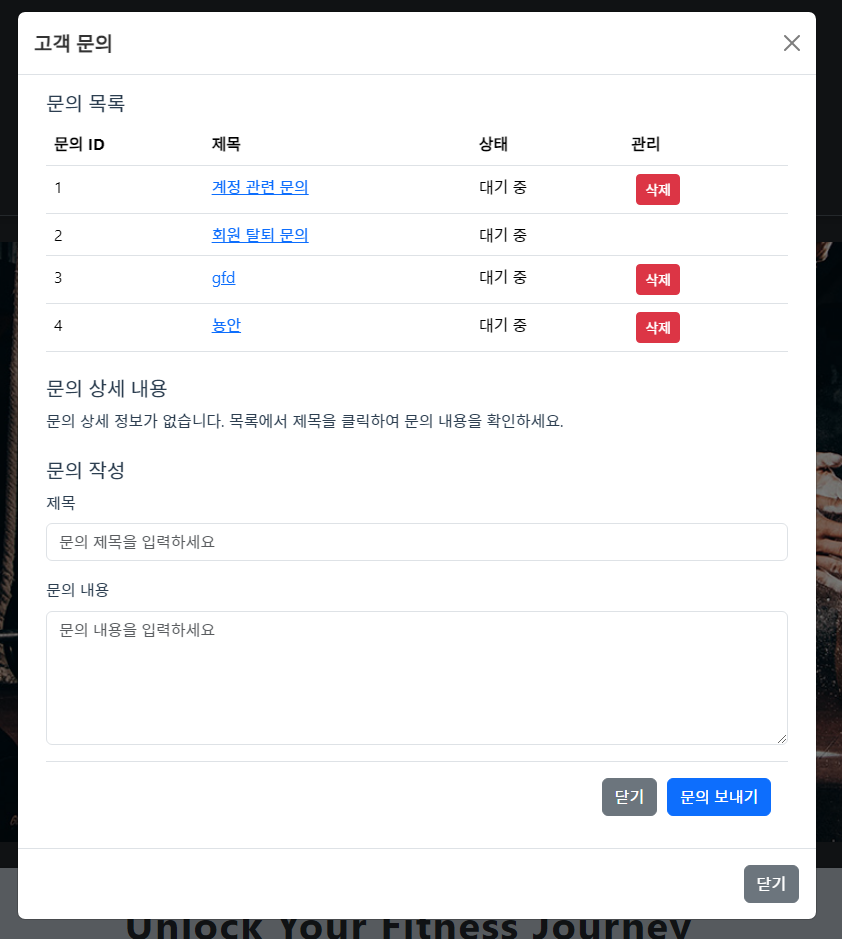 고객 문의
문의 목록
문의 ID 제목 상태 관리
1 계정 관련 문의 대기 중 삭제
2 회원 탈퇴 문의 대기 중
3 gfd 대기 중 삭제
4 뇽안 대기 중 삭제
문의 상세 내용
문의 상세 정보가 없습니다. 목록에서 제목을 클릭하여 문의 내용을 확인하세요.
문의 작성
제목
문의 제목을 입력하세요
문의 내용
문의 내용을 입력하세요
닫기 문의 보내기
닫기
Unlock Your Fitness Journey